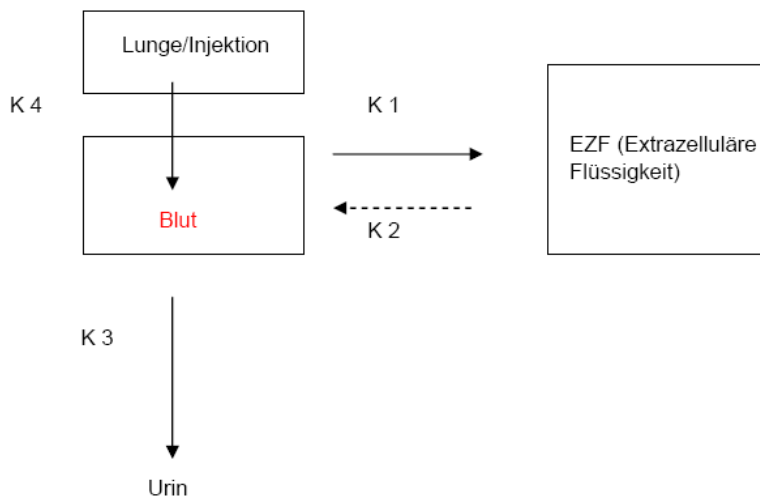 Lunge/Injektion
K 4
K 1
EZF (Extrazelluläre
Flüssigkeit)
Blut
K 2
K 3
Urin